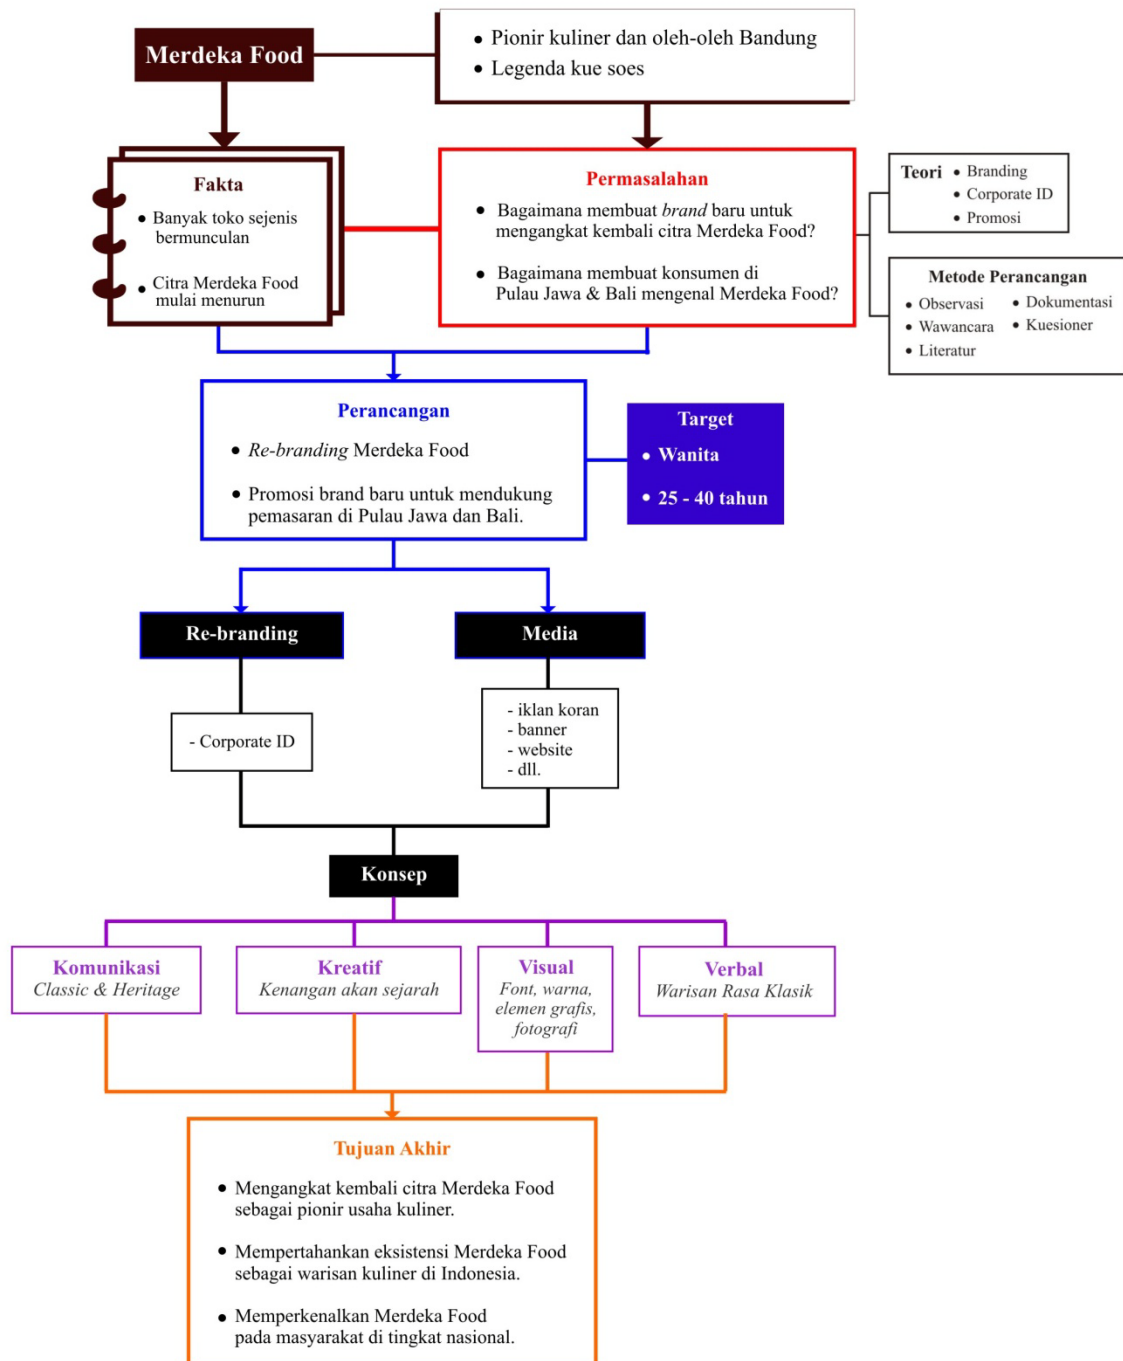 Merdeka Food
• Pionir kuliner dan oleh-oleh Bandung
• Legenda kue soes
Fakta
• Banyak toko sejenis
bermunculan
• Citra Merdeka Food
mulai menurun
Permasalahan
• Bagaimana membuat brand baru untuk
mengangkat kembali citra Merdeka Food?
• Bagaimana membuat konsumen di
Pulau Jawa & Bali mengenal Merdeka Food?
Teori
• Branding
• Corporate ID
• Promosi
Metode Perancangan
• Observasi
• Wawancara
• Literatur
• Dokumentasi
• Kuesioner
Perancangan
• Re-branding Merdeka Food
• Promosi brand baru untuk mendukung
pemasaran di Pulau Jawa dan Bali.
Target
• Wanita
• 25 - 40 tahun
Re-branding
Media
- Corporate ID
- iklan koran
- banner
- website
- dll.
Konsep
Komunikasi
Classic & Heritage
Kreatif
Kenangan akan sejarah
Visual
Font, warna,
elemen grafis,
fotografi
Verbal
Warisan Rasa Klasik
Tujuan Akhir
• Mengangkat kembali citra Merdeka Food
sebagai pionir usaha kuliner.
• Mempertahankan eksistensi Merdeka Food
sebagai warisan kuliner di Indonesia.
• Memperkenalkan Merdeka Food
pada masyarakat di tingkat nasional.